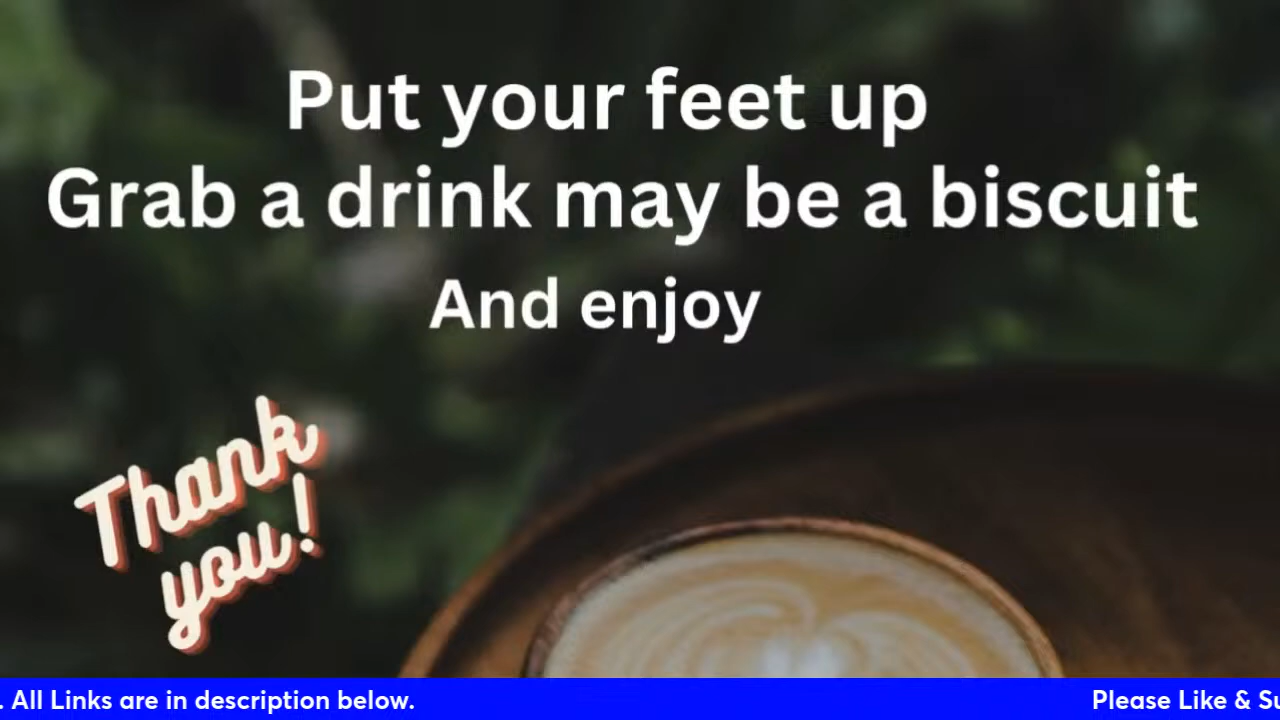 Put your feet up
Grab a drink may be a biscuit
And enjoy
Thank
you!
. All Links are in description below.
Please Like &